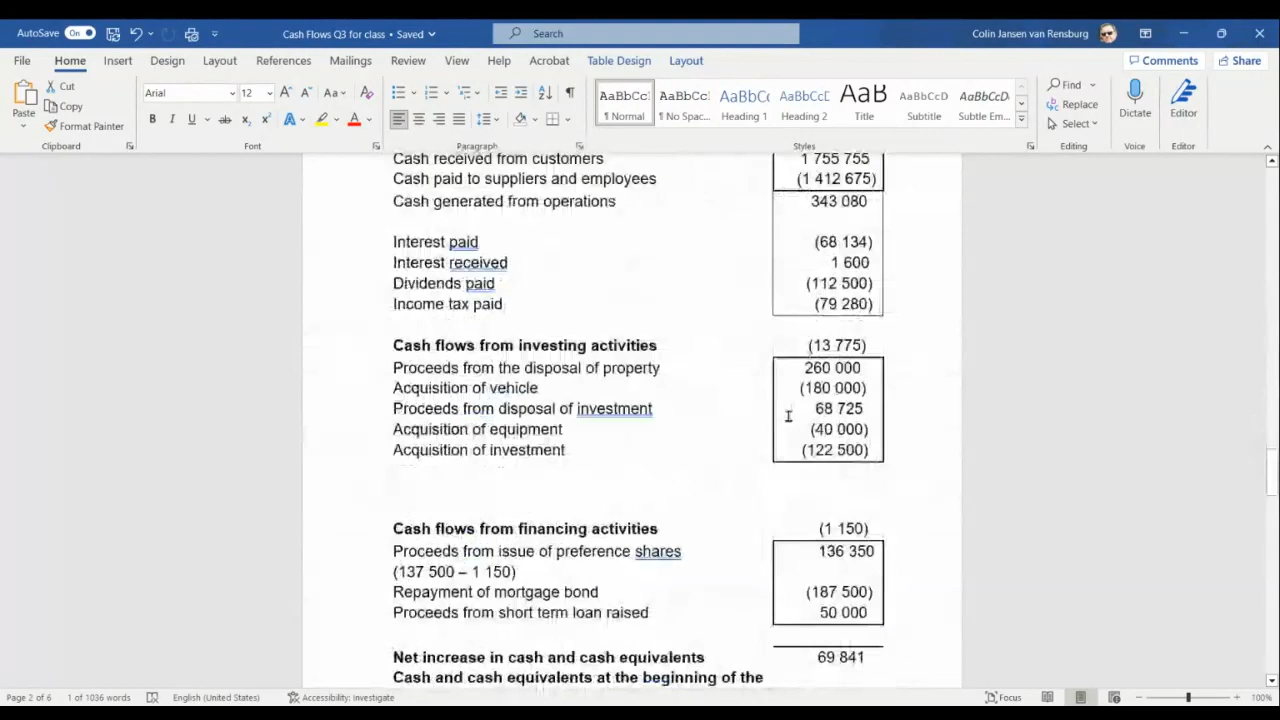 AutoSave On Cash Flows Q3 for class • Saved Search Colin Jansen van Rensburg
File Home Insert Design Layout References Mailings Review View Help Acrobat Table Design Layout Comments Share
Paste Cut Copy Format Painter Clipboard
Arial 12 Font
Paragraph
AaBbCc Normal AaBbCc No Spac... AaBbC Heading 1 AaBbCcD Heading 2 AaB Title AaBbCcD Subtitle AaBbCcD Subtle Em... Styles
Find Replace Select Editing
Dictate Voice
Editor Editor
Cash received from customers 1 755 755
Cash paid to suppliers and employees (1 412 675)
Cash generated from operations 343 080
Interest paid (68 134)
Interest received 1 600
Dividends paid (112 500)
Income tax paid (79 280)
Cash flows from investing activities (13 775)
Proceeds from the disposal of property 260 000
Acquisition of vehicle (180 000)
Proceeds from disposal of investment 68 725
Acquisition of equipment (40 000)
Acquisition of investment (122 500)
Cash flows from financing activities (1 150)
Proceeds from issue of preference shares 136 350
(137 500 – 1 150)
Repayment of mortgage bond (187 500)
Proceeds from short term loan raised 50 000
Net increase in cash and cash equivalents 69 841
Cash and cash equivalents at the beginning of the
Page 2 of 6 1 of 1036 words English (United States) Accessibility: Investigate Focus 100%